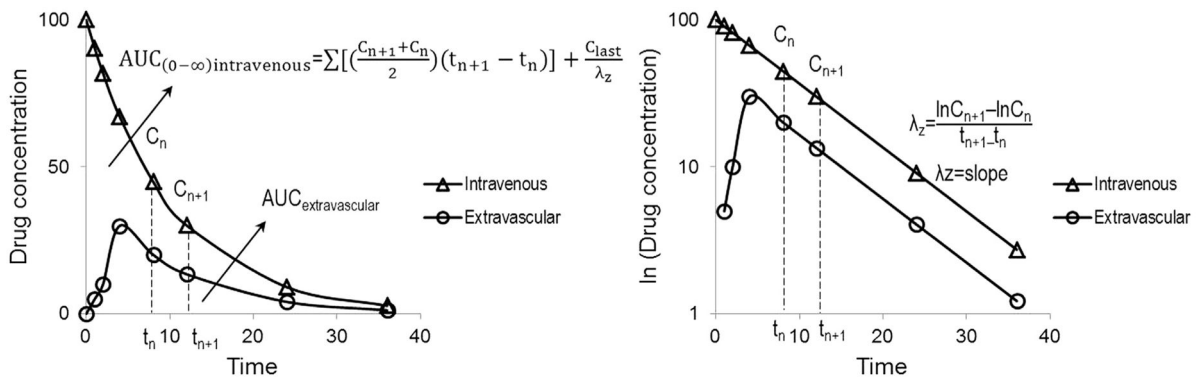 100
50
0
Drug concentration
AUC(0−∞)intravenous=∑[(Cn+1+Cn/2)(tn+1 − tn)] + Clast/λz
Cn
Cn+1
AUCextravascular
Intravenous
Extravascular
0 tn 10 tn+1 20 30 40
Time
100
10
1
ln (Drug concentration)
Cn
Cn+1
λz=lnCn+1−lnCn/tn+1−tn
λz=slope
Intravenous
Extravascular
0 tn 10 tn+1 20 30 40
Time